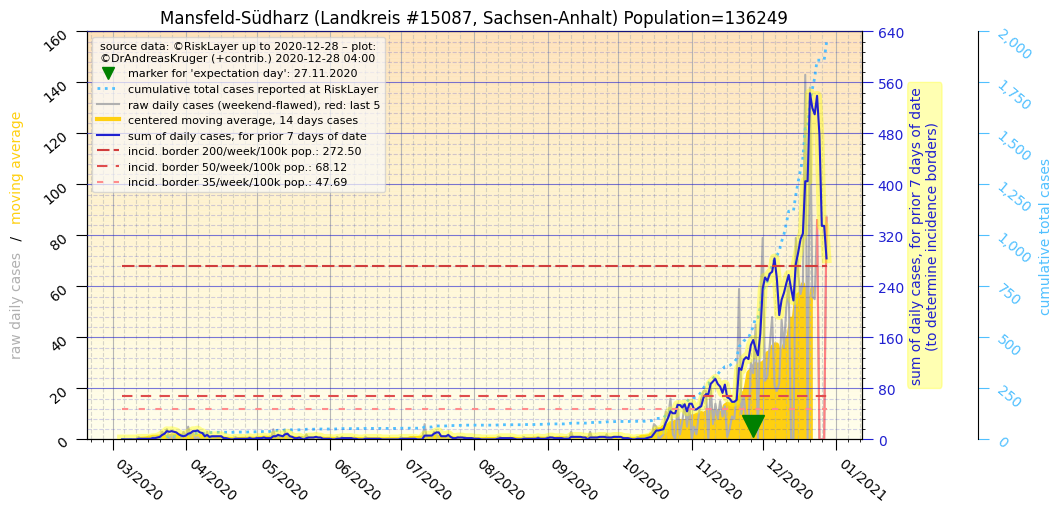 Mansfeld-Südharz (Landkreis #15087, Sachsen-Anhalt) Population=136249
source data: ©RiskLayer up to 2020-12-28 – plot:
©DrAndreasKruger (+contrib.) 2020-12-28 04:00
marker for 'expectation day': 27.11.2020
cumulative total cases reported at RiskLayer
raw daily cases (weekend-flawed), red: last 5
centered moving average, 14 days cases
sum of daily cases, for prior 7 days of date
incid. border 200/week/100k pop.: 272.50
incid. border 50/week/100k pop.: 68.12
incid. border 35/week/100k pop.: 47.69
raw daily cases / moving average
160
140
120
100
80
60
40
20
0
03/2020
04/2020
05/2020
06/2020
07/2020
08/2020
09/2020
10/2020
11/2020
12/2020
01/2021
640
560
480
400
320
240
160
80
0
sum of daily cases, for prior 7 days of date
(to determine incidence borders)
2,000
1,750
1,500
1,250
1,000
750
500
250
0
cumulative total cases